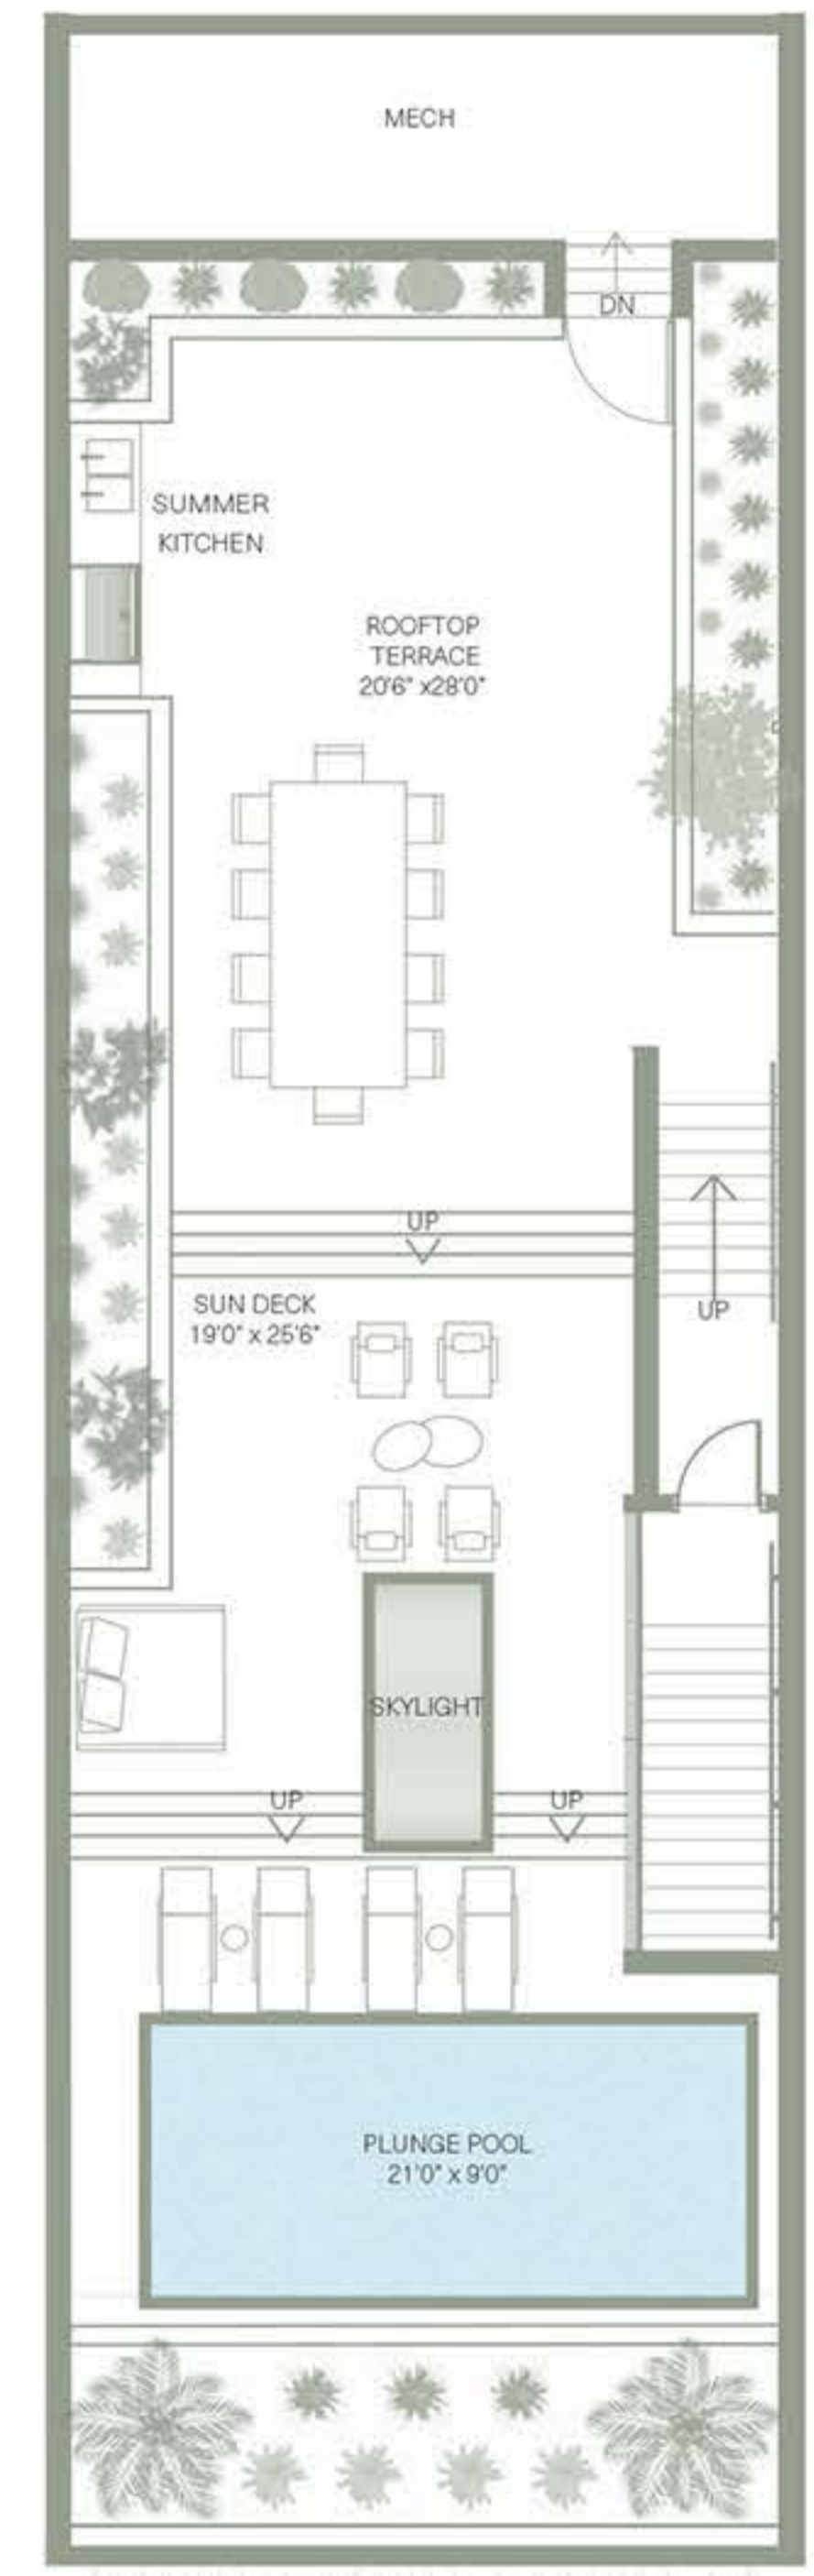 MECH
DN
SUMMER
KITCHEN
ROOFTOP
TERRACE
20'6" x28'0"
UP
SUN DECK
19'0" x 25'6"
UP
SKYLIGHT
UP
UP
PLUNGE POOL
21'0" x 9'0"